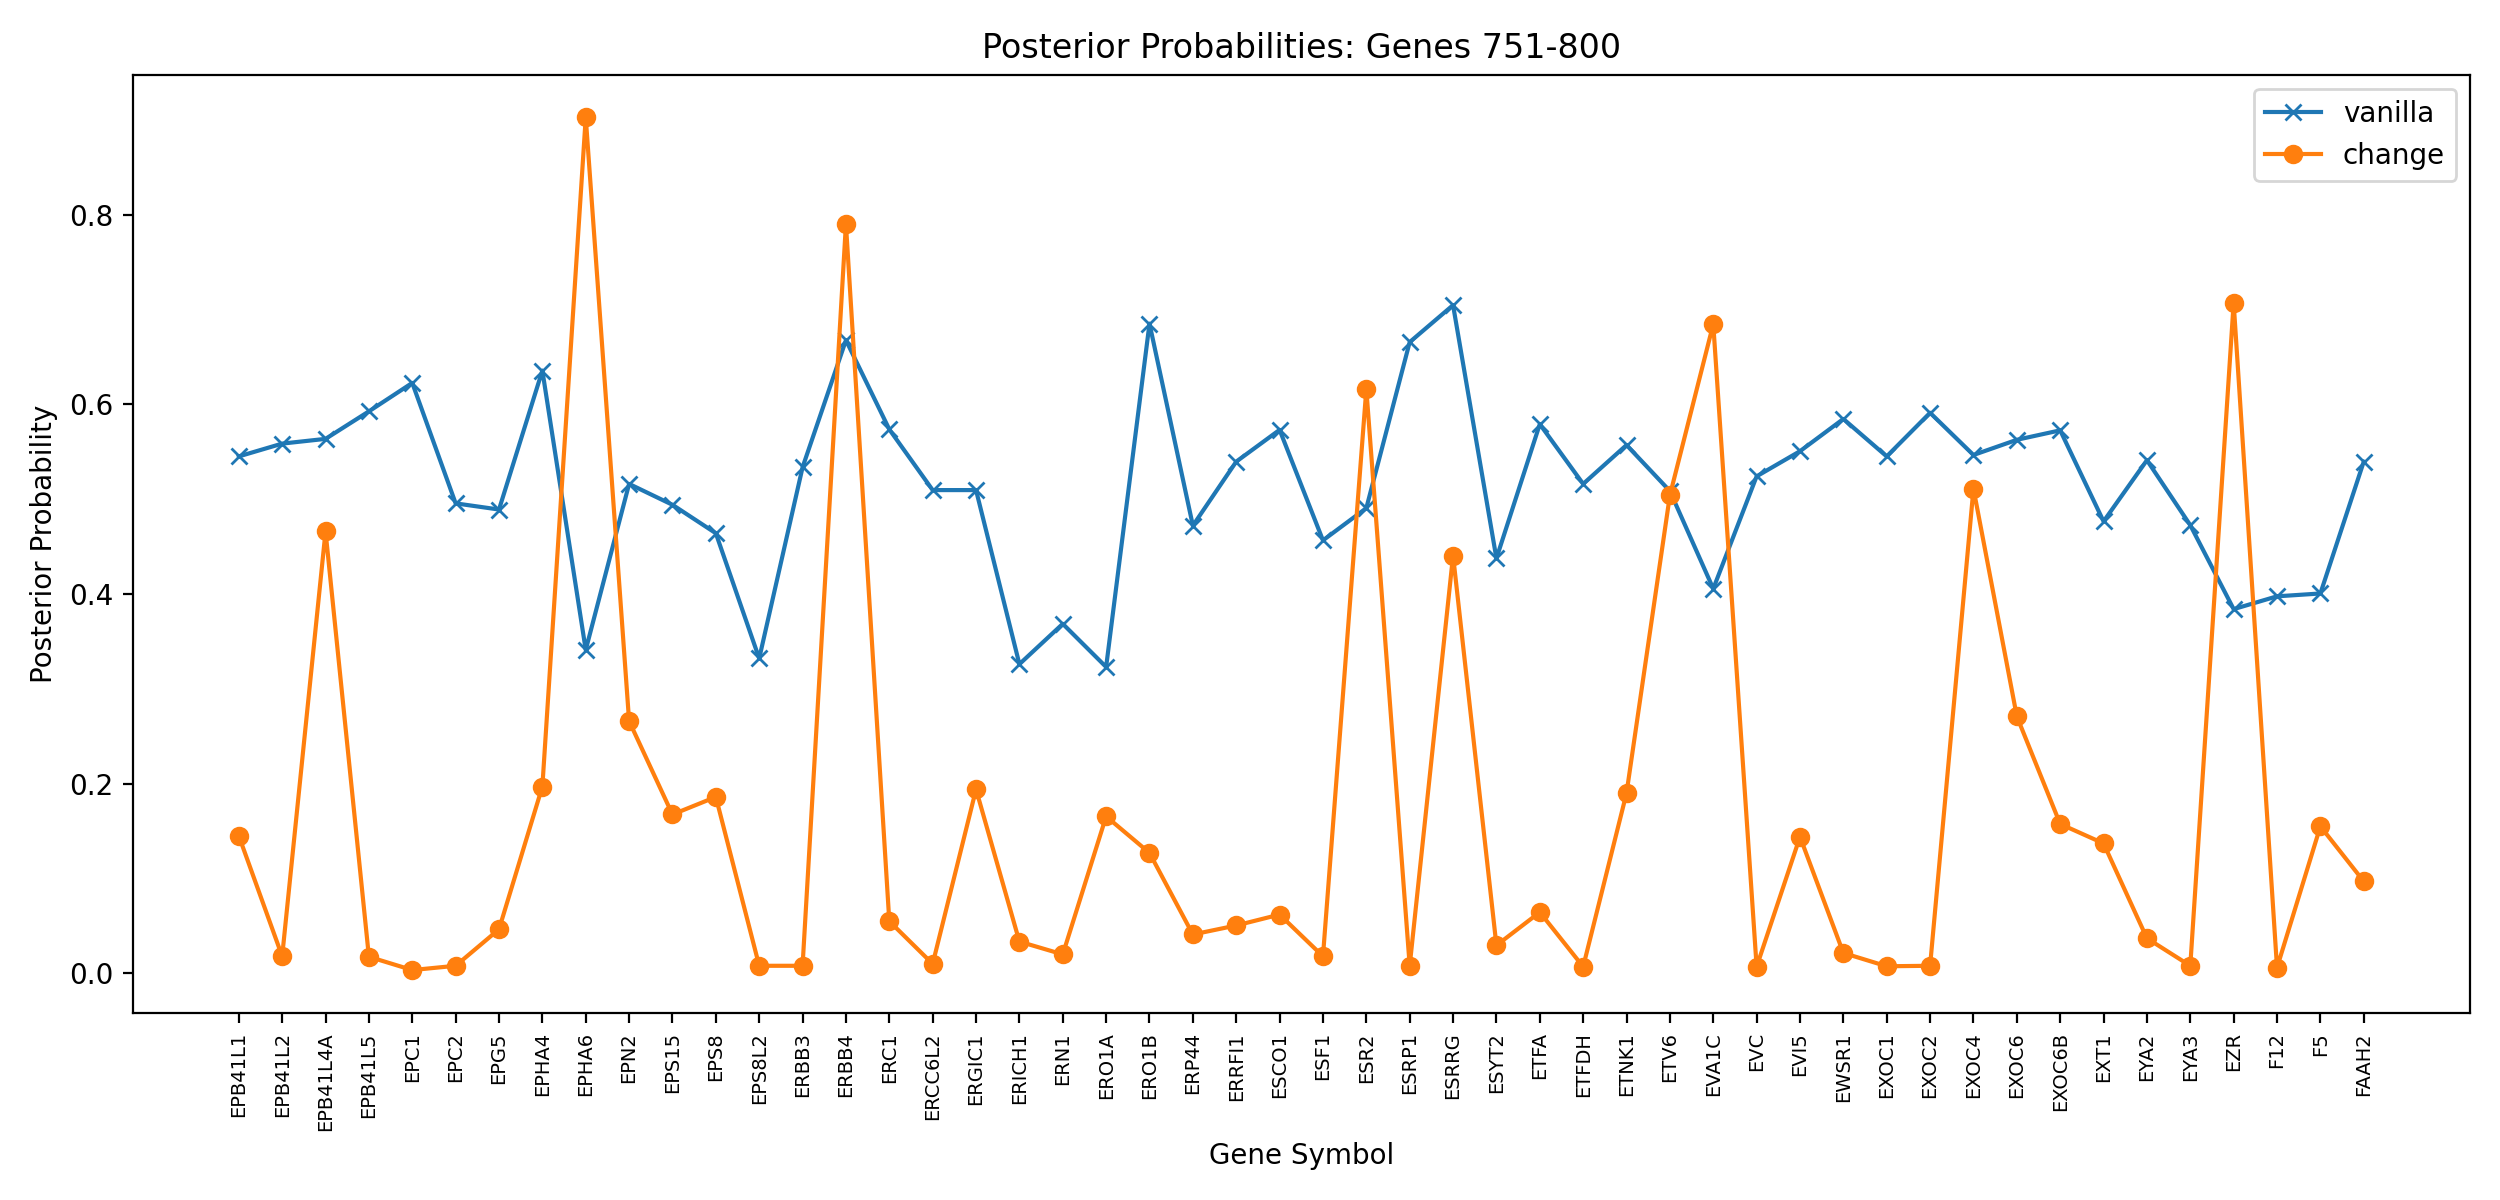 Posterior Probabilities: Genes 751-800
vanilla
change
Posterior Probability
0.8
0.6
0.4
0.2
0.0
EPB41L1
EPB41L2
EPB41L4A
EPB41L5
EPC1
EPC2
EPG5
EPHA4
EPHA6
EPN2
EPS15
EPS8
EPS8L2
ERBB3
ERBB4
ERC1
ERCC6L2
ERGIC1
ERICH1
ERN1
ERO1A
ERO1B
ERP44
ERRFI1
ESCO1
ESF1
ESR2
ESRP1
ESRRG
ESYT2
ETFA
ETFDH
ETNK1
ETV6
EVA1C
EVC
EVI5
EWSR1
EXOC1
EXOC2
EXOC4
EXOC6
EXOC6B
EXT1
EYA2
EYA3
EZR
F12
F5
FAAH2
Gene Symbol